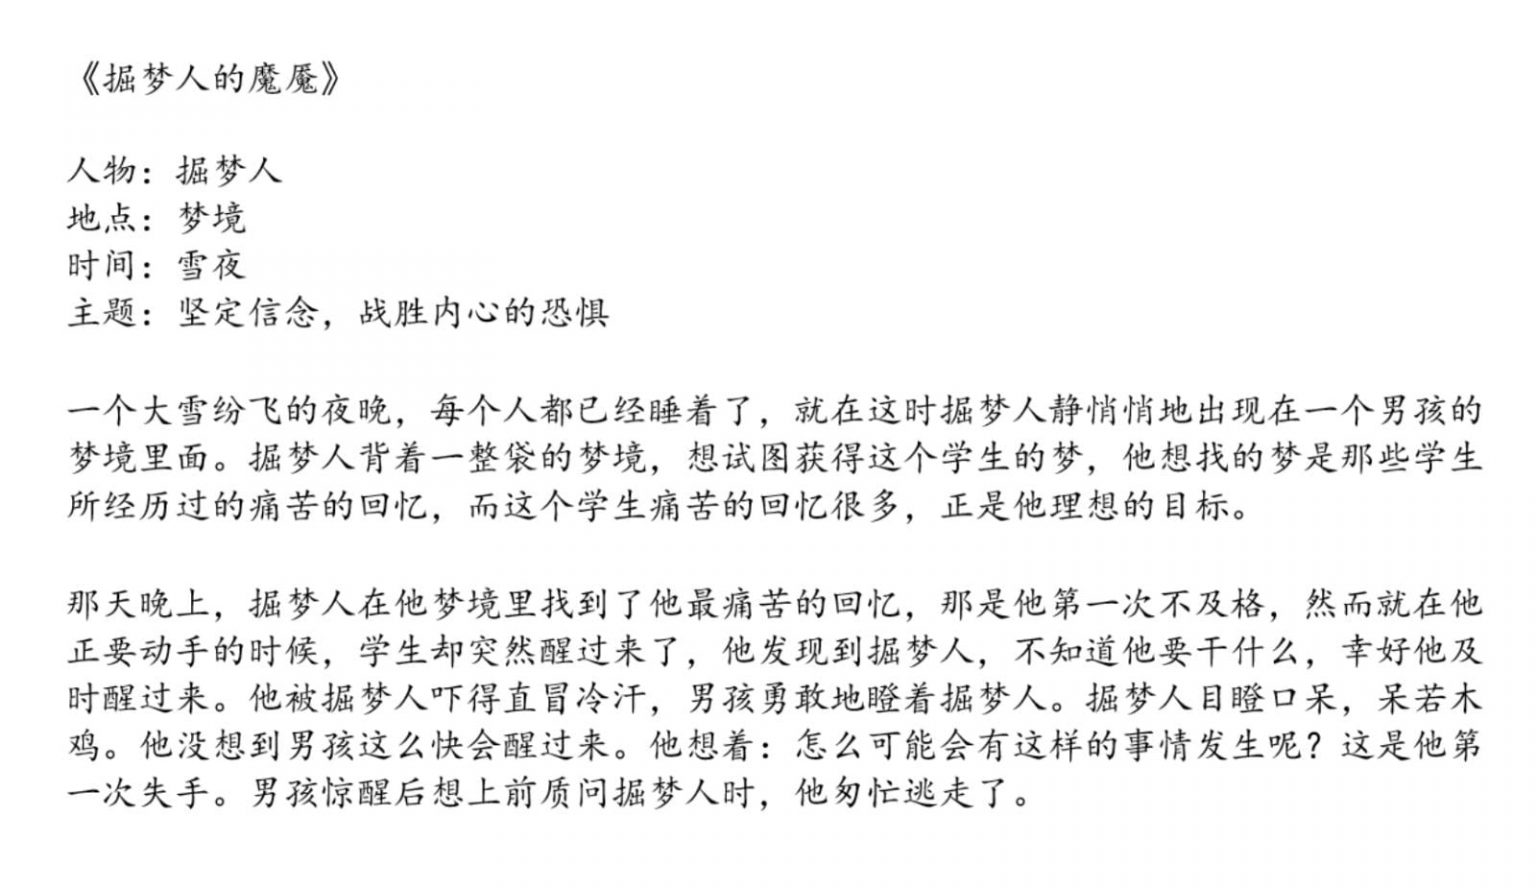 《掘梦人的魔魇》
人物：掘梦人
地点：梦境
时间：雪夜
主题：坚定信念，战胜内心的恐惧
一个大雪纷飞的夜晚，每个人都已经睡着了，就在这时掘梦人静悄悄地出现在一个男孩的
梦境里面。掘梦人背着一整袋的梦境，想试图获得这个学生的梦，他想找的梦是那些学生
所经历过的痛苦的回忆，而这个学生痛苦的回忆很多，正是他理想的目标。
那天晚上，掘梦人在他梦境里找到了他最痛苦的回忆，那是他第一次不及格，然而就在他
正要动手的时候，学生却突然醒过来了，他发现到掘梦人，不知道他要干什么，幸好他及
时醒过来。他被掘梦人吓得直冒冷汗，男孩勇敢地瞪着掘梦人。掘梦人目瞪口呆，呆若木
鸡。他没想到男孩这么快会醒过来。他想着：怎么可能会有这样的事情发生呢？这是他第
一次失手。男孩惊醒后想上前质问掘梦人时，他匆忙逃走了。